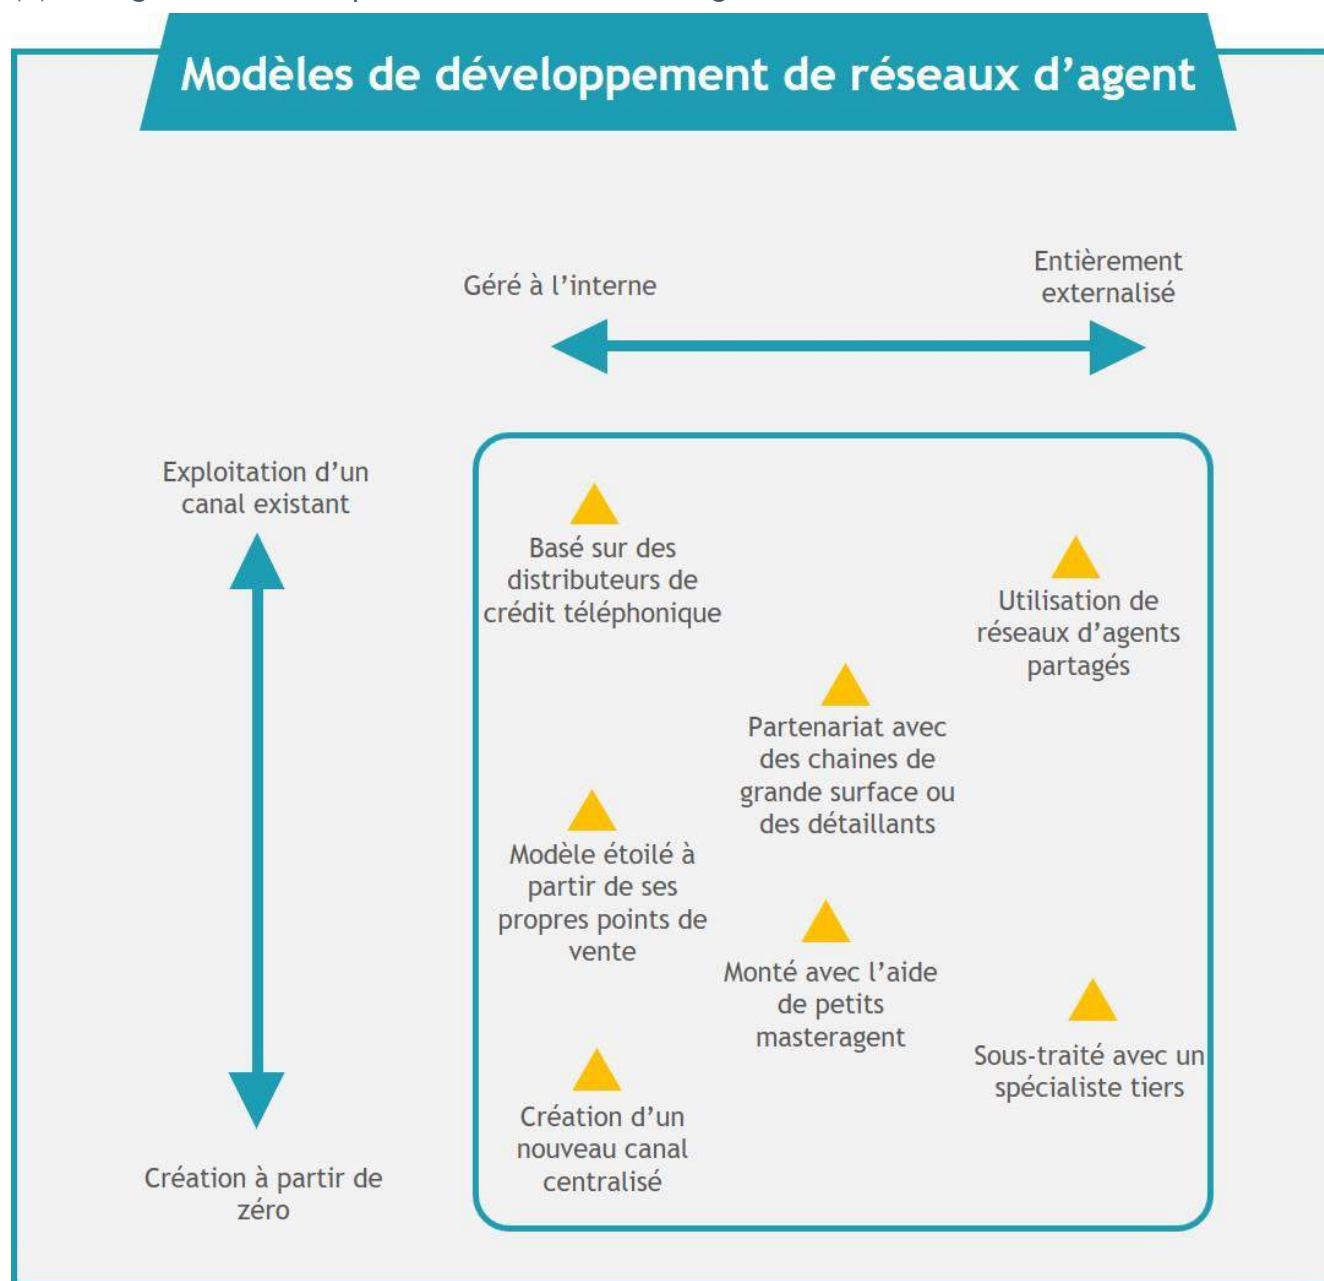 Modèles de développement de réseaux d'agent
Géré à l'interne
Entièrement
externalisé
Exploitation d'un
canal existant
Création à partir de
zéro
Basé sur des
distributeurs de
crédit téléphonique
Utilisation de
réseaux d'agents
partagés
Partenariat avec
des chaines de
grande surface ou
des détaillants
Modèle étoilé à
partir de ses
propres points de
vente
Monté avec l'aide
de petits
masteragent
Sous-traité avec un
spécialiste tiers
Création d'un
nouveau canal
centralisé